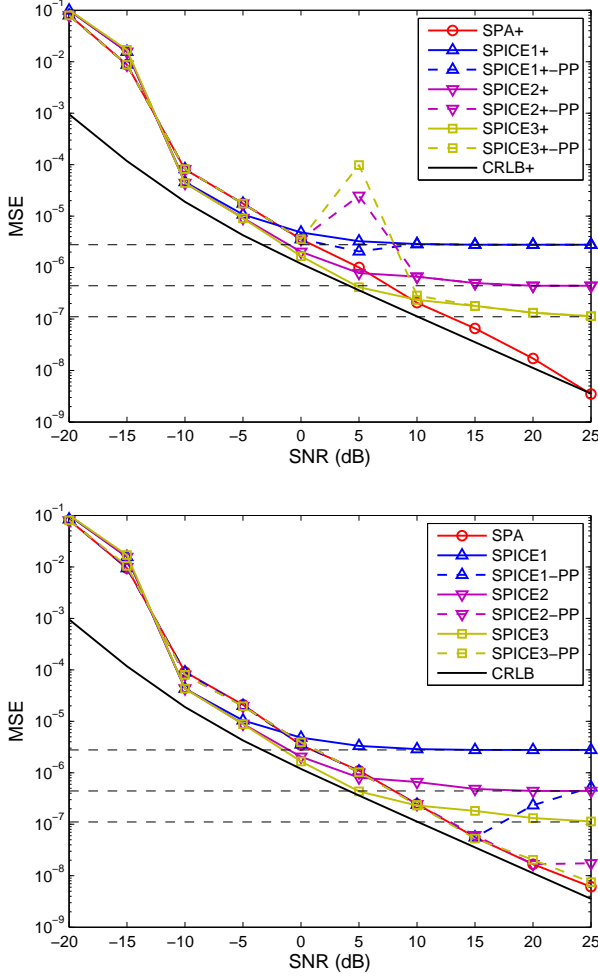 10^-1
10^-2
10^-3
10^-4
10^-5
10^-6
10^-7
10^-8
10^-9
MSE
−20 −15 −10 −5 0 5 10 15 20 25
SNR (dB)
SPA+
SPICE1+
SPICE1+−PP
SPICE2+
SPICE2+−PP
SPICE3+
SPICE3+−PP
CRLB+
10^-1
10^-2
10^-3
10^-4
10^-5
10^-6
10^-7
10^-8
10^-9
MSE
−20 −15 −10 −5 0 5 10 15 20 25
SNR (dB)
SPA
SPICE1
SPICE1−PP
SPICE2
SPICE2−PP
SPICE3
SPICE3−PP
CRLB